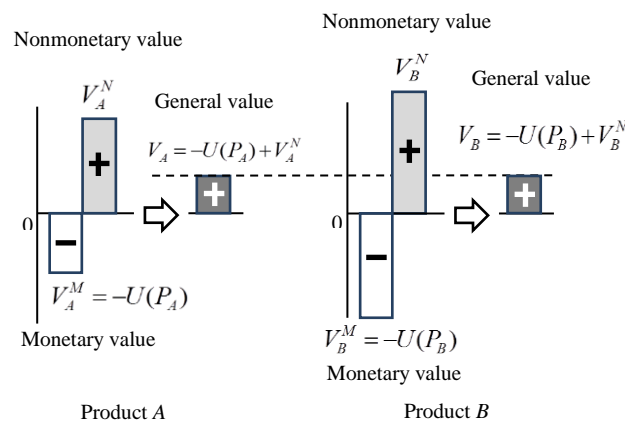 Nonmonetary value
V_A^N
General value
V_A = −U(P_A) + V_A^N
+
+
0
−
V_A^M = −U(P_A)
Monetary value
Product A
Nonmonetary value
V_B^N
General value
V_B = −U(P_B) + V_B^N
+
+
0
−
V_B^M = −U(P_B)
Monetary value
Product B